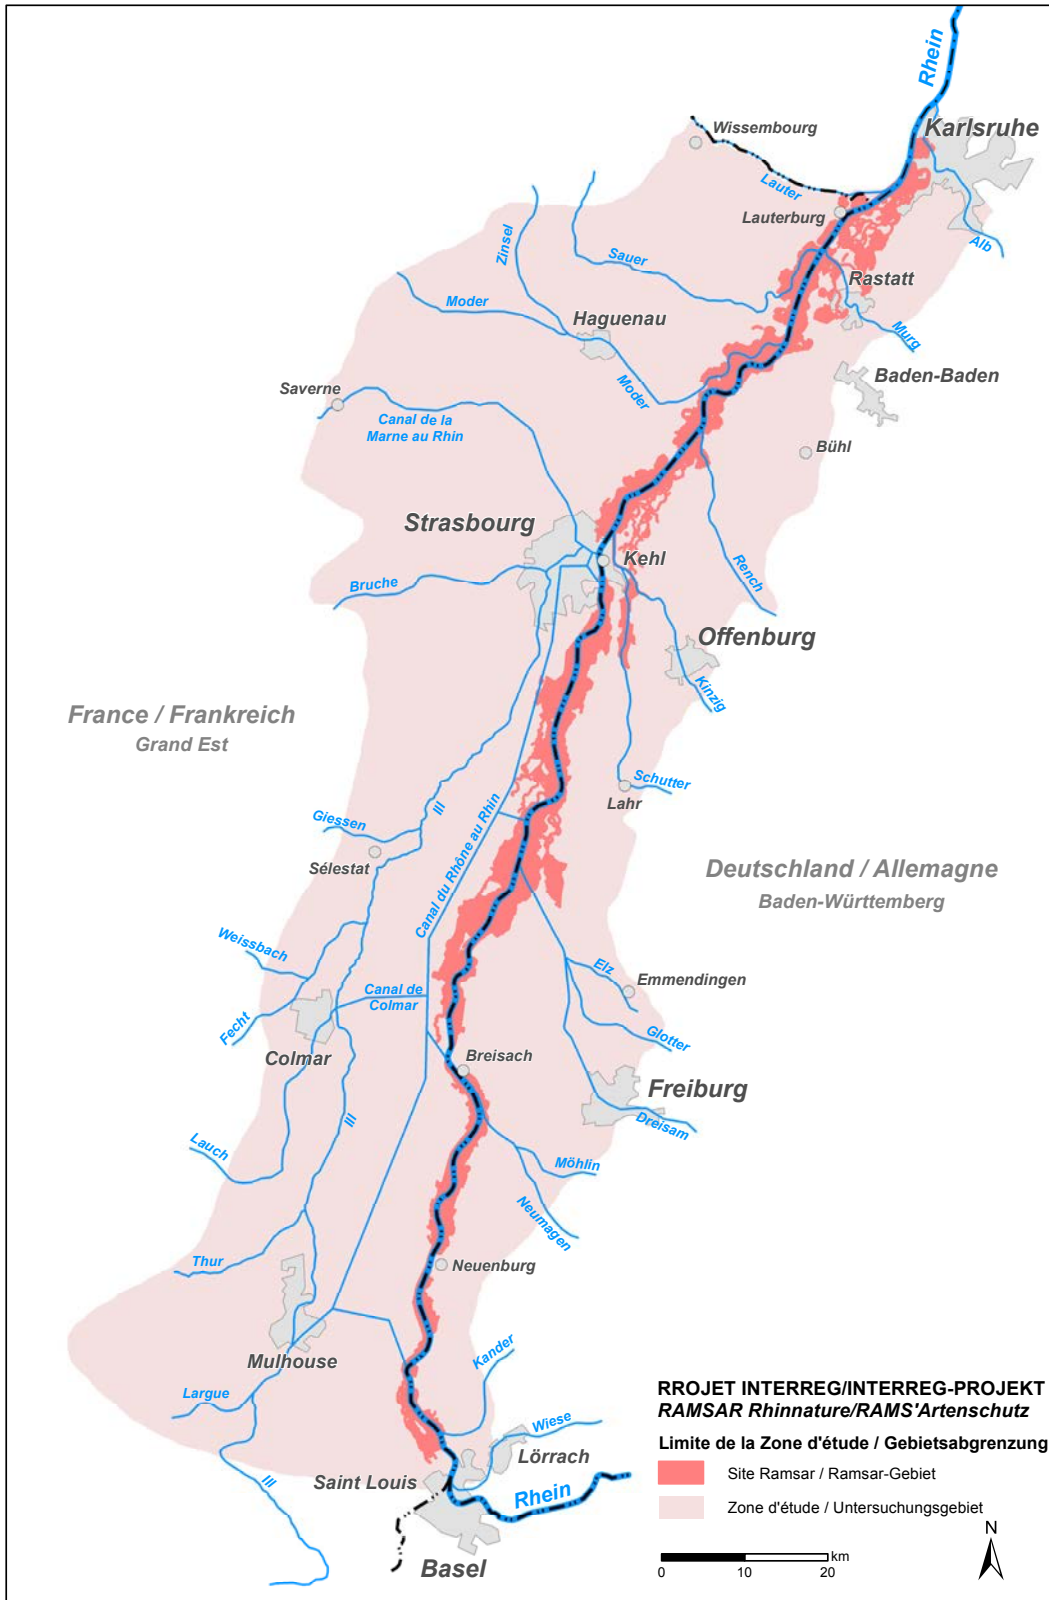 Rhein
Karlsruhe
Wissembourg
Lauter
Lauterburg
Alb
Zinsel
Sauer
Rastatt
Moder
Haguenau
Murg
Baden-Baden
Moder
Saverne
Canal de la
Marne au Rhin
Bühl
Strasbourg
Kehl
Rench
Bruche
Offenburg
Kinzig
France / Frankreich
Grand Est
Schutter
Lahr
Ill
Giessen
Canal du Rhône au Rhin
Sélestat
Deutschland / Allemagne
Baden-Württemberg
Weissbach
Elz
Emmendingen
Canal de
Colmar
Fecht
Glotter
Colmar
Breisach
Freiburg
Dreisam
Ill
Lauch
Möhlin
Neumagen
Thur
Neuenburg
Kander
Mulhouse
Largue
Wiese
Lörrach
Ill
Saint Louis
Rhein
Basel
RROJET INTERREG/INTERREG-PROJEKT
RAMSAR Rhinnature/RAMS'Artenschutz
Limite de la Zone d'étude / Gebietsabgrenzung
Site Ramsar / Ramsar-Gebiet
Zone d'étude / Untersuchungsgebiet
N
km
0 10 20